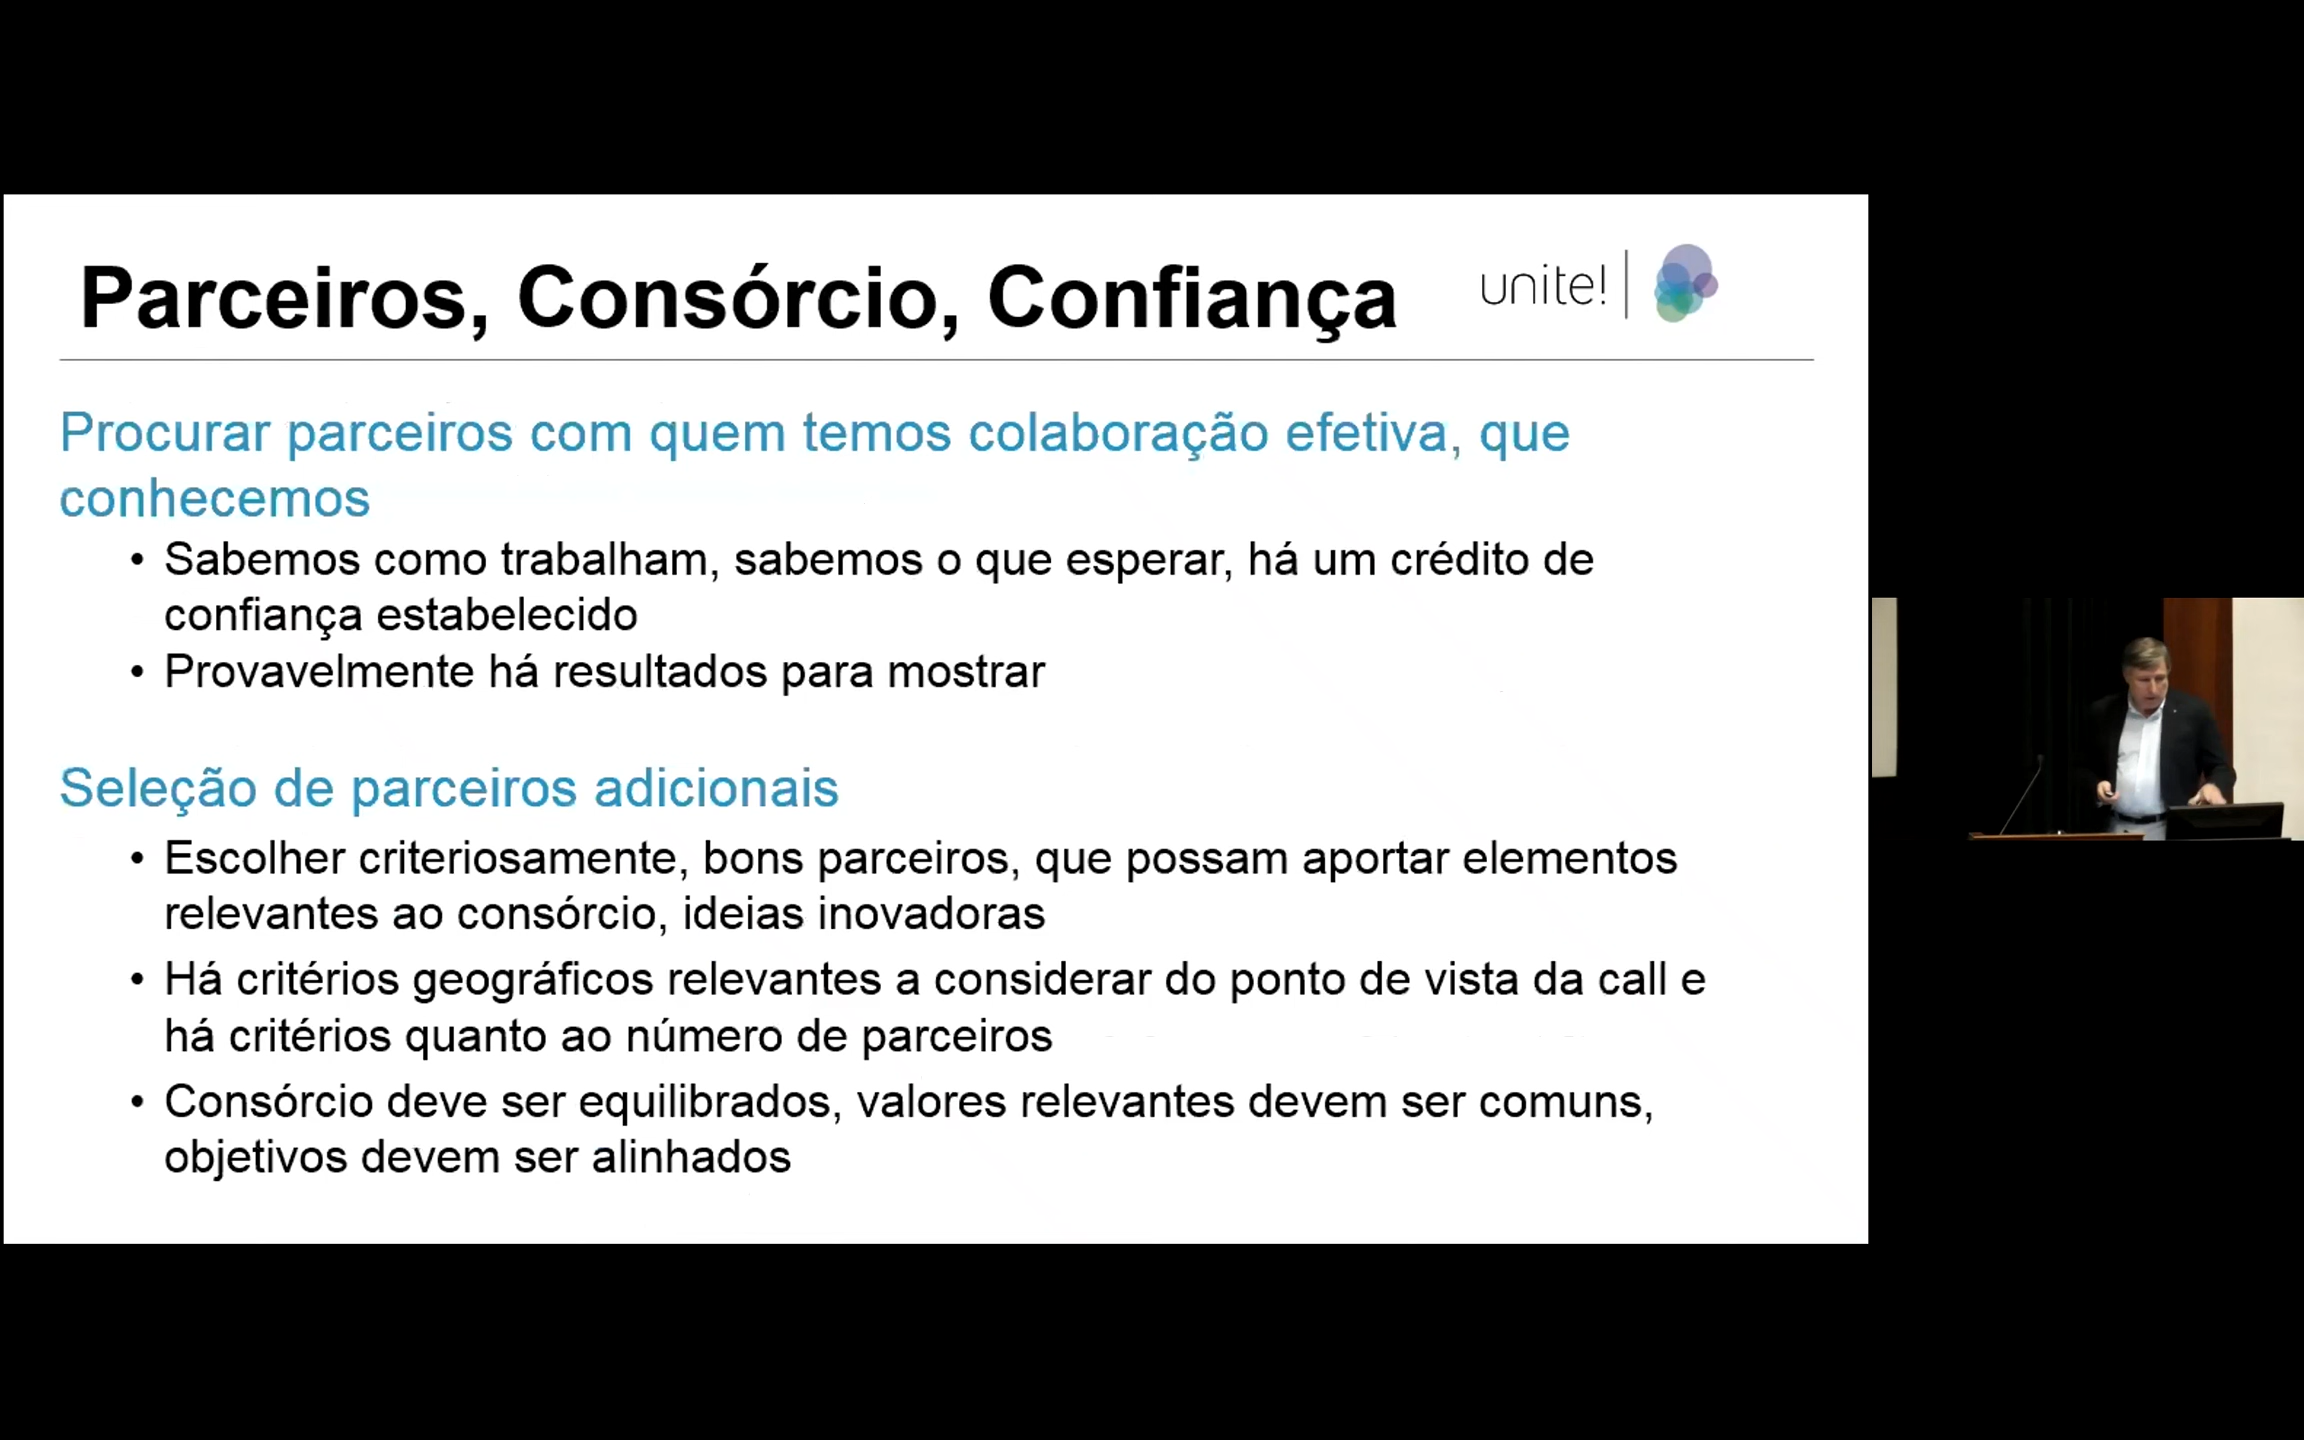 Parceiros, Consórcio, Confiança
unite!
Procurar parceiros com quem temos colaboração efetiva, que
conhecemos
• Sabemos como trabalham, sabemos o que esperar, há um crédito de
confiança estabelecido
• Provavelmente há resultados para mostrar
Seleção de parceiros adicionais
• Escolher criteriosamente, bons parceiros, que possam aportar elementos
relevantes ao consórcio, ideias inovadoras
• Há critérios geográficos relevantes a considerar do ponto de vista da call e
há critérios quanto ao número de parceiros
• Consórcio deve ser equilibrados, valores relevantes devem ser comuns,
objetivos devem ser alinhados